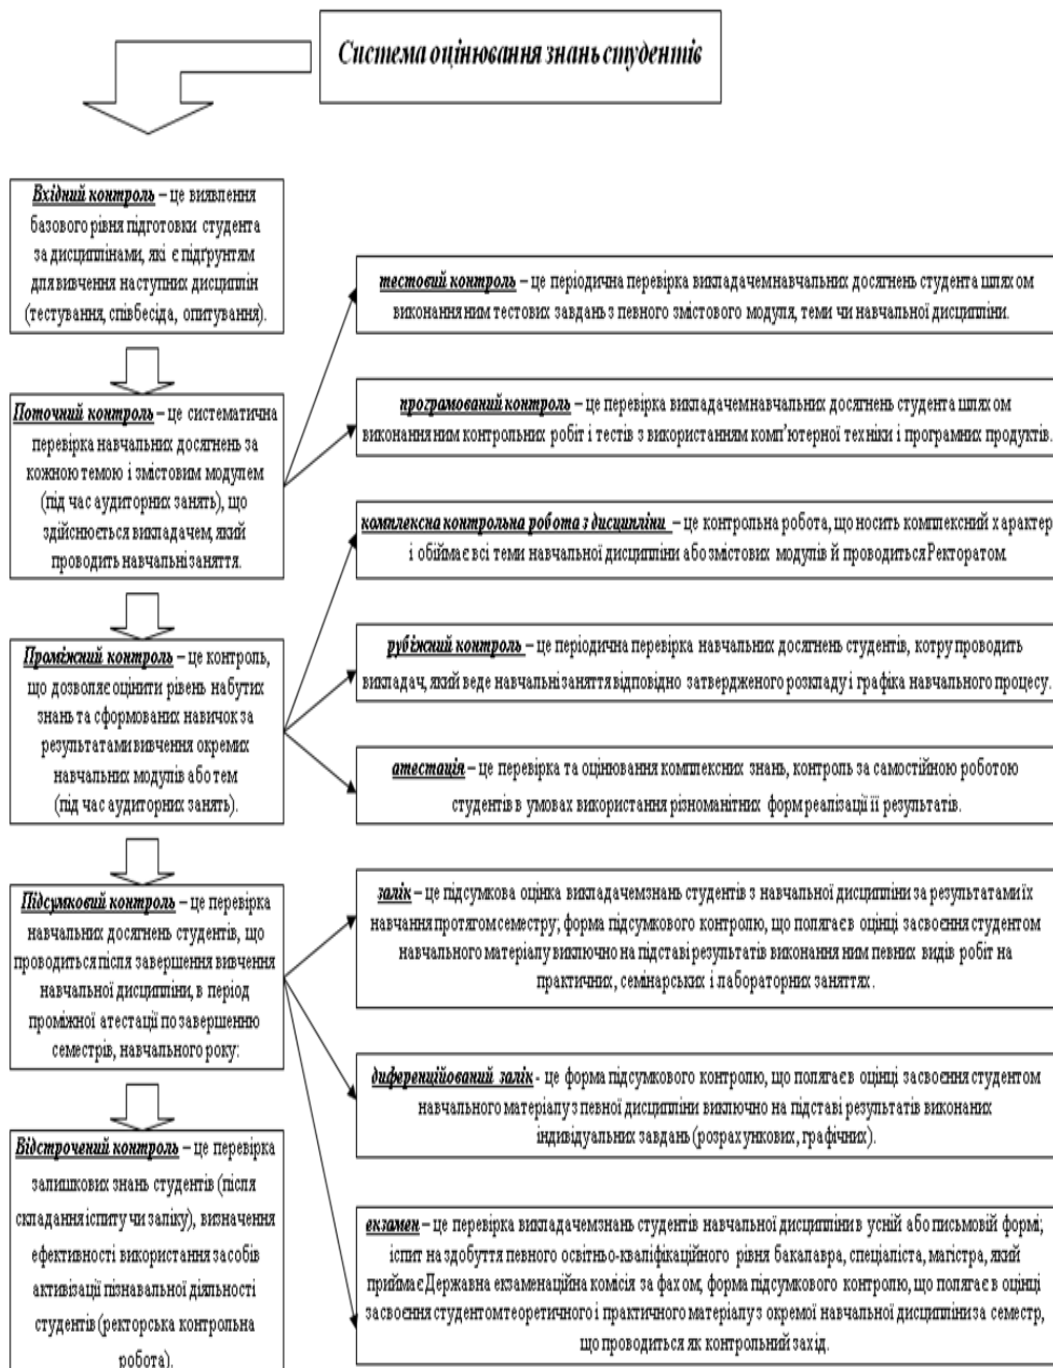 Система оцінювання знань студентів
Вхідний контроль – це виявлення
базового рівня підготовки студента
за дисциплінами, які є підґрунтям
для вивчення наступних дисциплін
(тестування, співбесіда, опитування).
Поточний контроль – це систематична
перевірка навчальних досягнень за
кожною темою і змістовим модулем
(під час аудиторних занять), що
здійснюється викладачем, який
проводить навчальні заняття.
тестовий контроль – це періодична перевірка викладачем навчальних досягнень студента шляхом
виконання ним тестових завдань з певного змістового модуля, теми чи навчальної дисципліни.
програмований контроль – це перевірка викладачем навчальних досягнень студента шляхом
виконання ним контрольних робіт і тестів з використанням комп'ютерної техніки і програмних продуктів.
Проміжний контроль – це контроль,
що дозволяє оцінити рівень набутих
знань та сформованих навичок за
результатами вивчення окремих
навчальних модулів або тем
(під час аудиторних занять).
комплексна контрольна робота з дисципліни – це контрольна робота, що носить комплексний характер
і обіймає всі теми навчальної дисципліни або змістових модулів й проводиться Ректоратом.
рубіжний контроль – це періодична перевірка навчальних досягнень студентів, котру проводить
викладач, який веде навчальні заняття відповідно затвердженого розкладу і графіка навчального процесу.
атестація – це перевірка та оцінювання комплексних знань, контроль за самостійною роботою
студентів в умовах використання різноманітних форм реалізації її результатів.
Підсумковий контроль – це перевірка
навчальних досягнень студентів, що
проводиться після завершення вивчення
навчальної дисципліни, в період
проміжної атестації по завершенню
семестрів, навчального року:
залік – це підсумкова оцінка викладачем знань студентів з навчальної дисципліни за результатами їх
навчання протягом семестру; форма підсумкового контролю, що полягає в оцінці засвоєння студентом
навчального матеріалу виключно на підставі результатів виконання ним певних видів робіт на
практичних, семінарських і лабораторних заняттях.
диференційований залік - це форма підсумкового контролю, що полягає в оцінці засвоєння студентом
навчального матеріалу з певної дисципліни виключно на підставі результатів виконаних
індивідуальних завдань (розрахункових, графічних).
екзамен – це перевірка викладачем знань студентів навчальної дисципліни в усній або письмовій формі;
іспит на здобуття певного освітньо-кваліфікаційного рівня бакалавра, спеціаліста, магістра, який
приймає Державна екзаменаційна комісія за фахом; форма підсумкового контролю, що полягає в оцінці
засвоєння студентом теоретичного і практичного матеріалу з окремої навчальної дисципліни за семестр,
що проводиться як контрольний захід.
Відстрочений контроль – це перевірка
залишкових знань студентів (після
складання іспиту чи заліку), визначення
ефективності використання засобів
активізації пізнавальної діяльності
студентів (ректорська контрольна
робота).